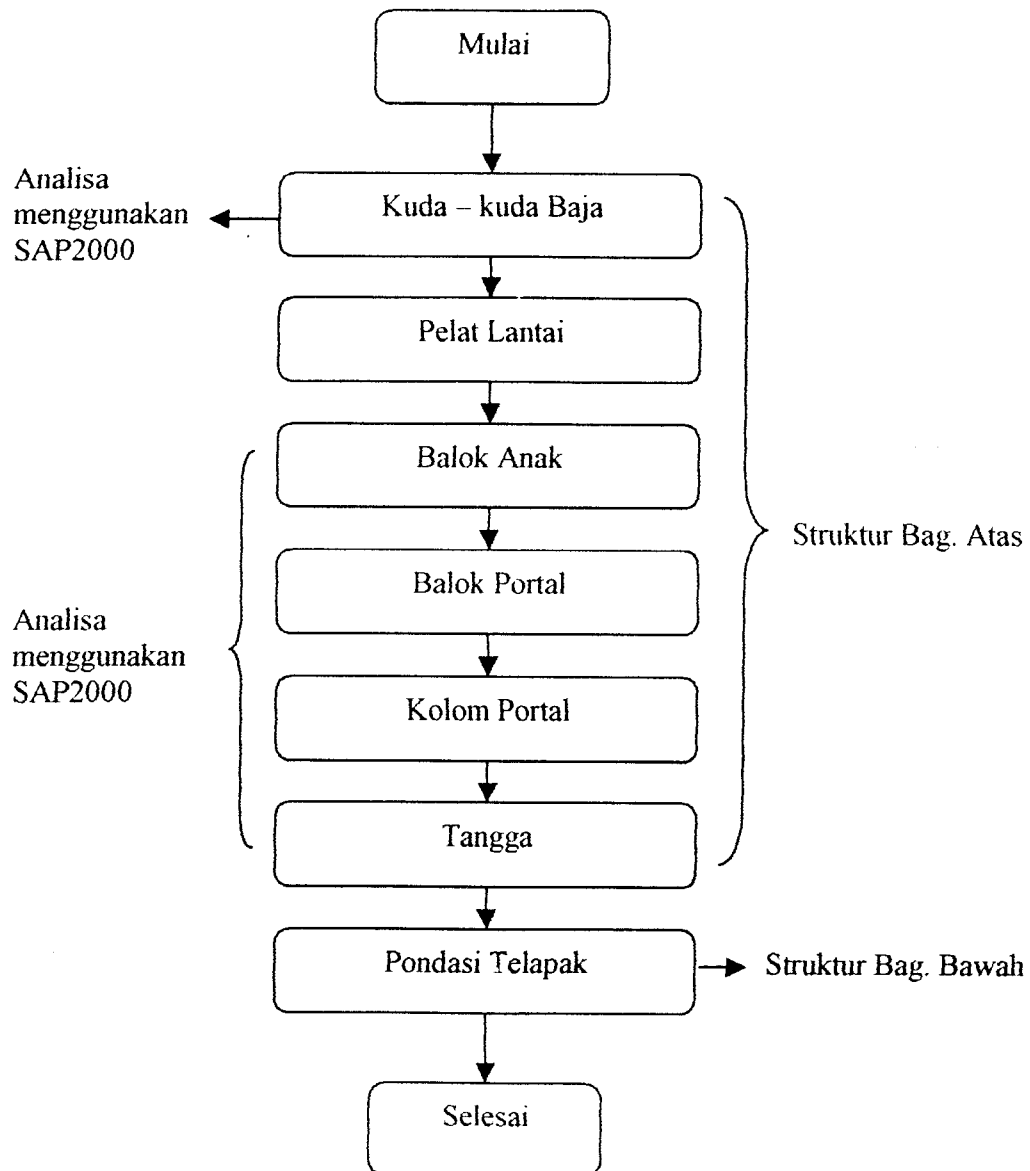 Mulai
Analisa
menggunakan
SAP2000
Kuda – kuda Baja
Pelat Lantai
Balok Anak
Struktur Bag. Atas
Balok Portal
Analisa
menggunakan
SAP2000
Kolom Portal
Tangga
Pondasi Telapak
Struktur Bag. Bawah
Selesai